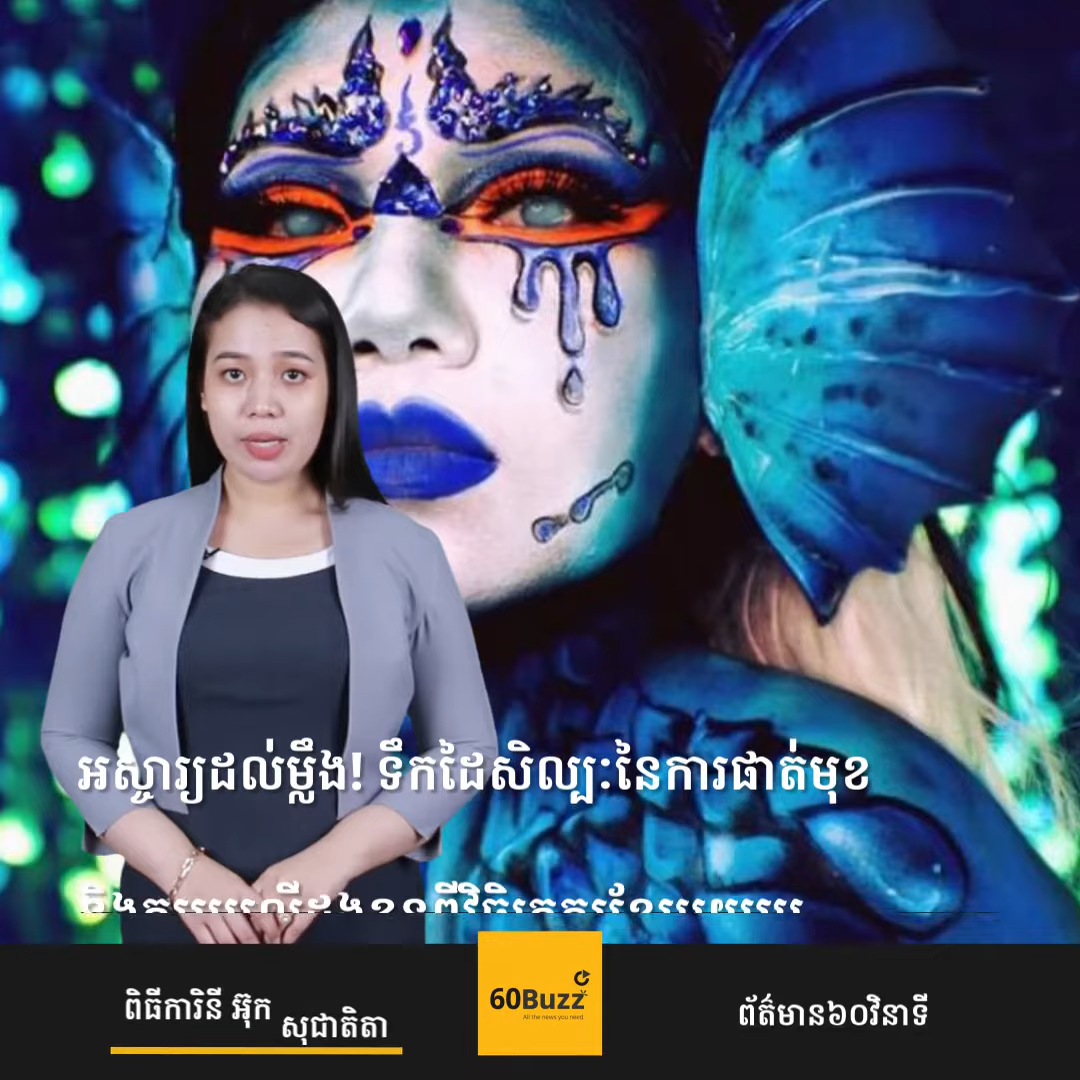 អស្ចារ្យដល់ម្លឹង! ទឹកដៃសិល្បៈនៃការផាត់មុខ
ពិធីការិនី អ៊ុក សុជាតិតា
60Buzz
All the news you need.
ព័ត៌មាន៦០វិនាទី